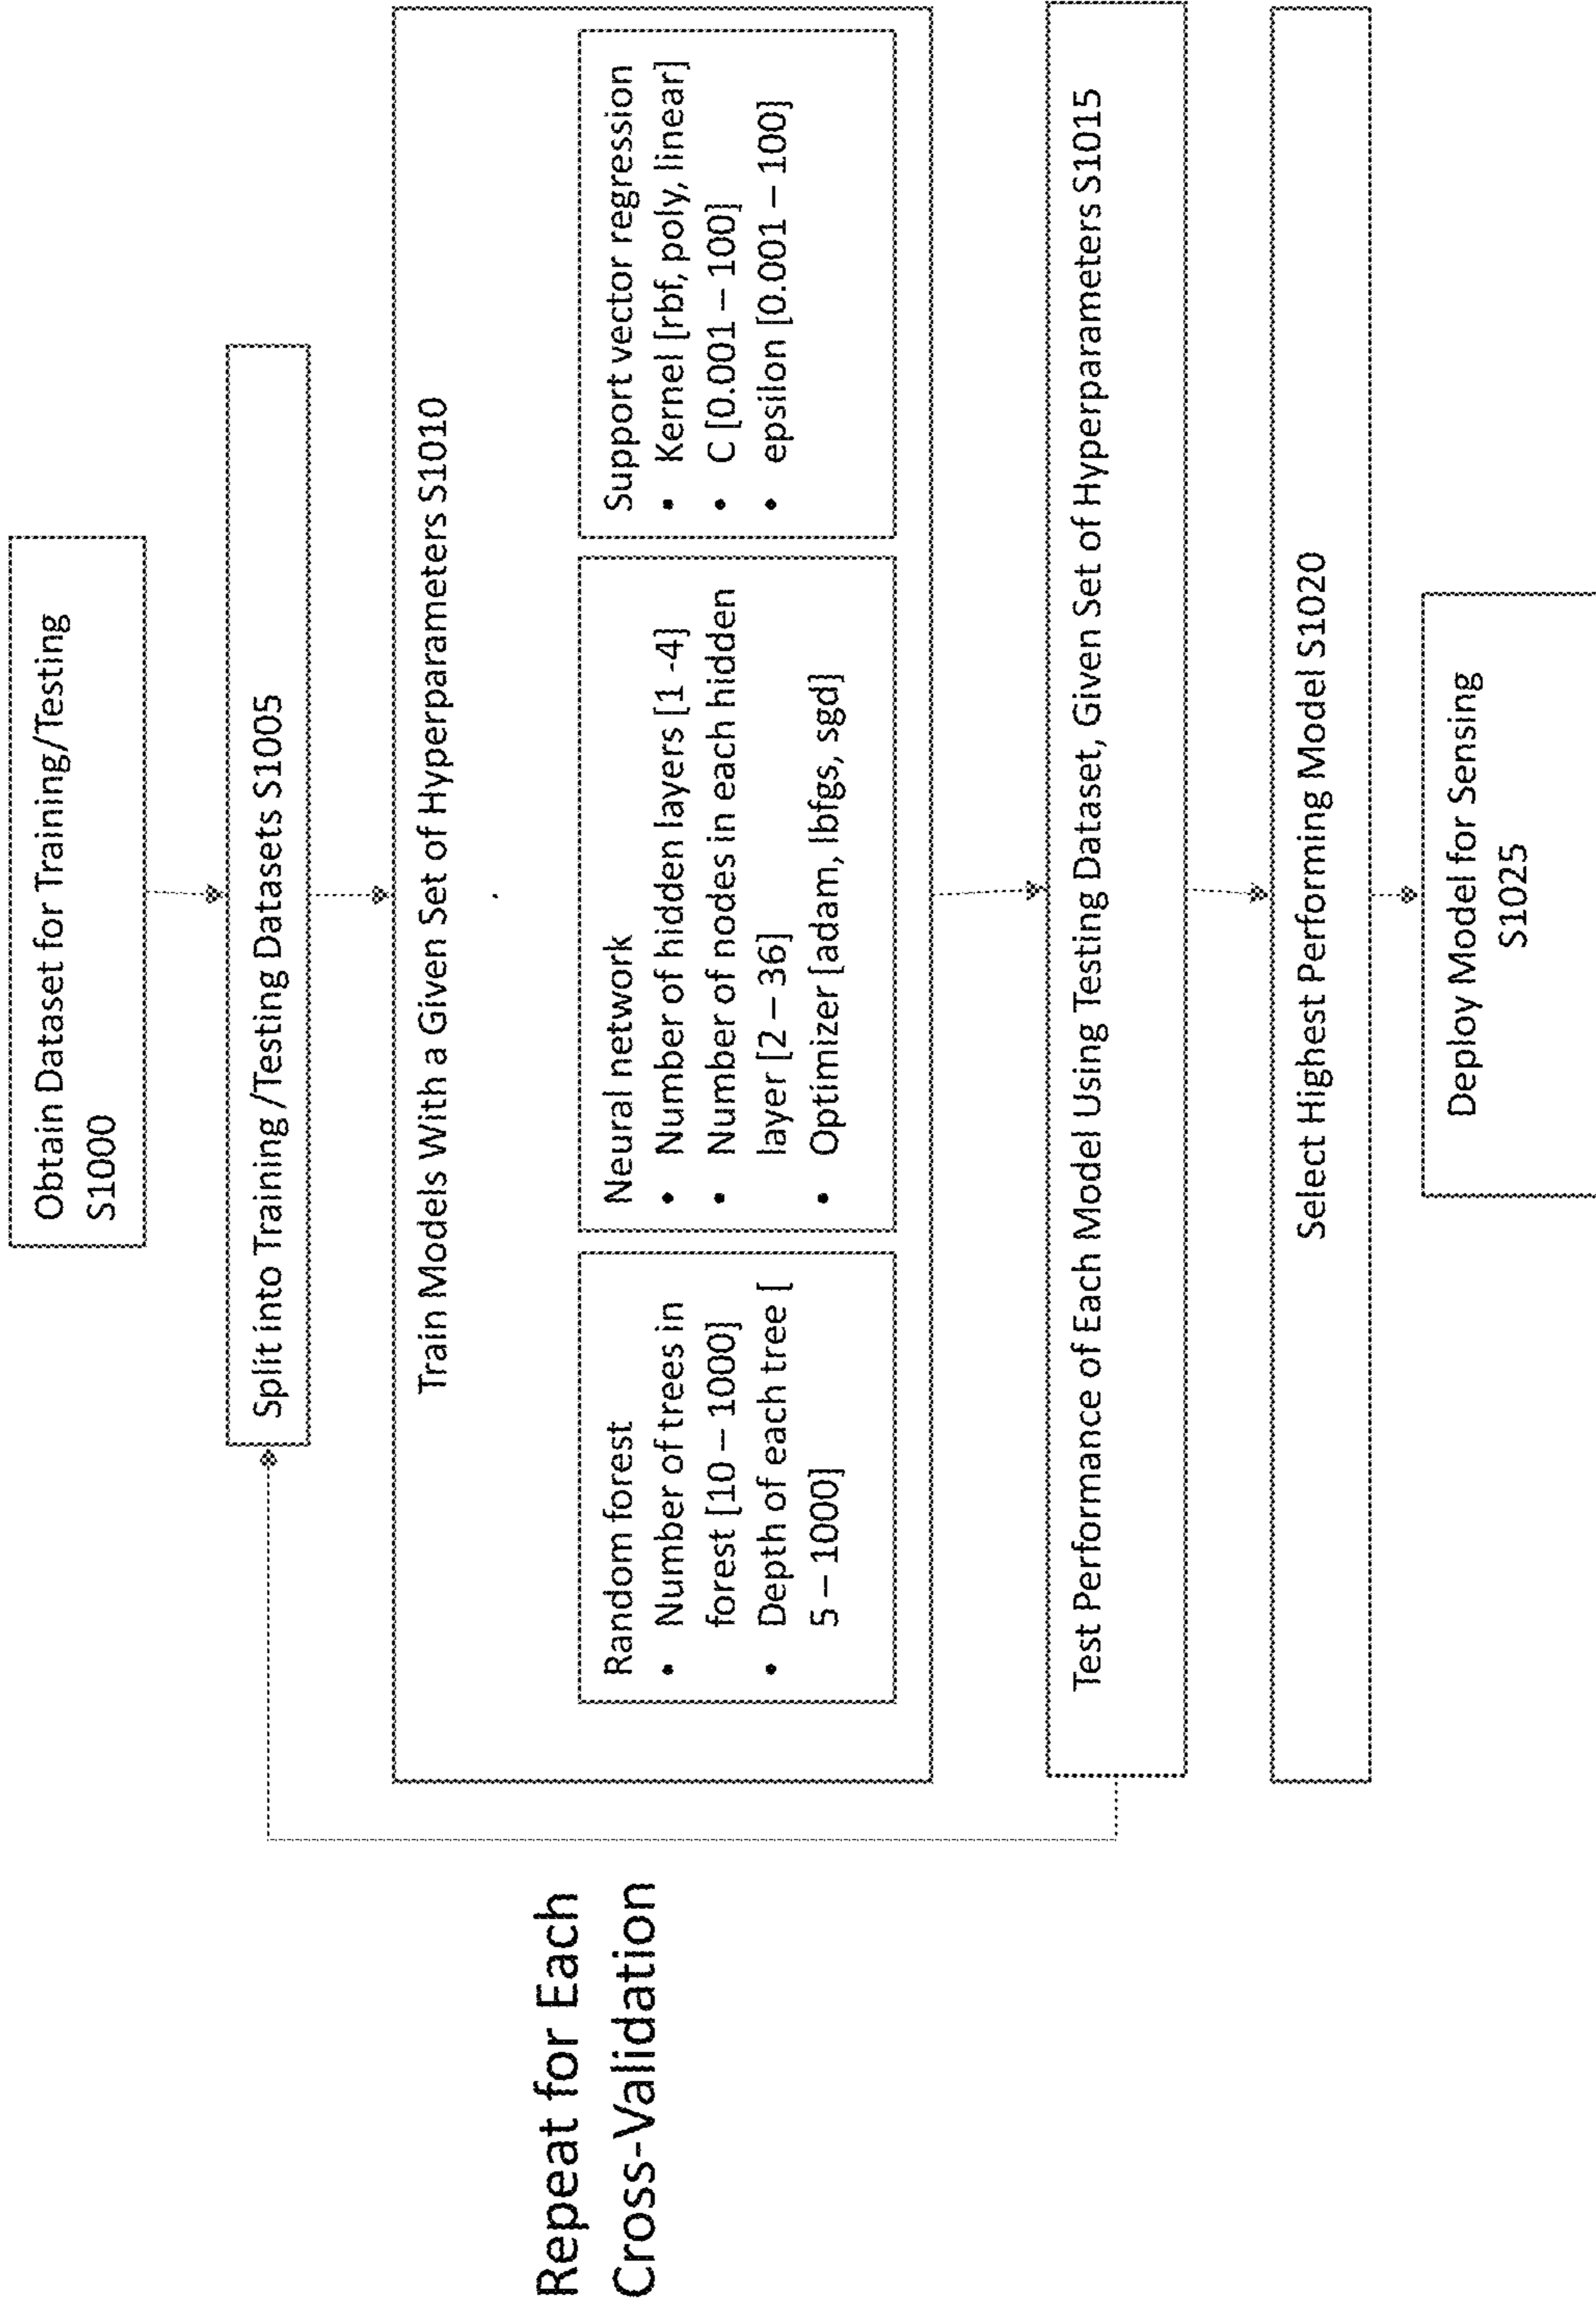 Obtain Dataset for Training/Testing
S1000
Split into Training /Testing Datasets S1005
Train Models With a Given Set of Hyperparameters S1010
Random forest
• Number of trees in
forest [10 – 1000]
• Depth of each tree [
5 – 1000]
Neural network
• Number of hidden layers [1 -4]
• Number of nodes in each hidden
layer [2 – 36]
• Optimizer [adam, lbfgs, sgd]
Support vector regression
• Kernel [rbf, poly, linear]
• C [0.001 – 100]
• epsilon [0.001 – 100]
Test Performance of Each Model Using Testing Dataset, Given Set of Hyperparameters S1015
Select Highest Performing Model S1020
Deploy Model for Sensing
S1025
Repeat for Each
Cross-Validation